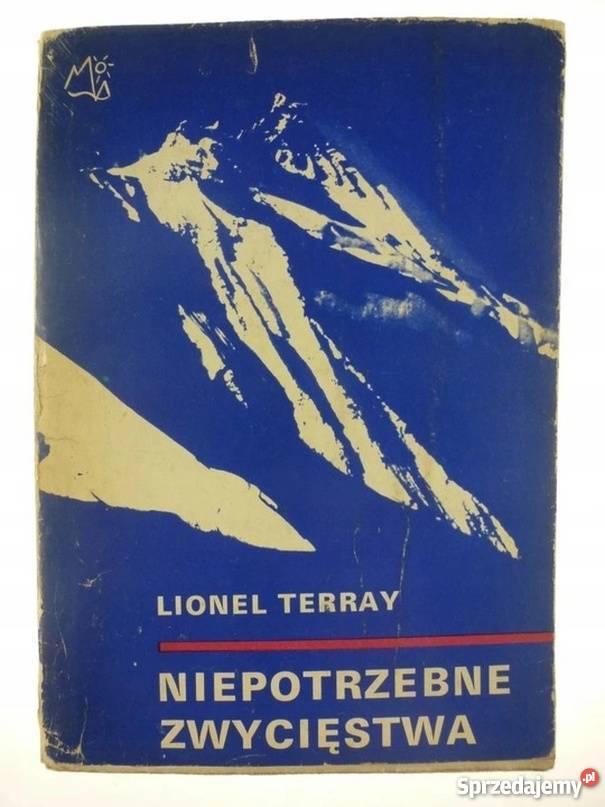 LIONEL TERRAY
NIEPOTRZEBNE
ZWYCIĘSTWA
Sprzedajemy.pl